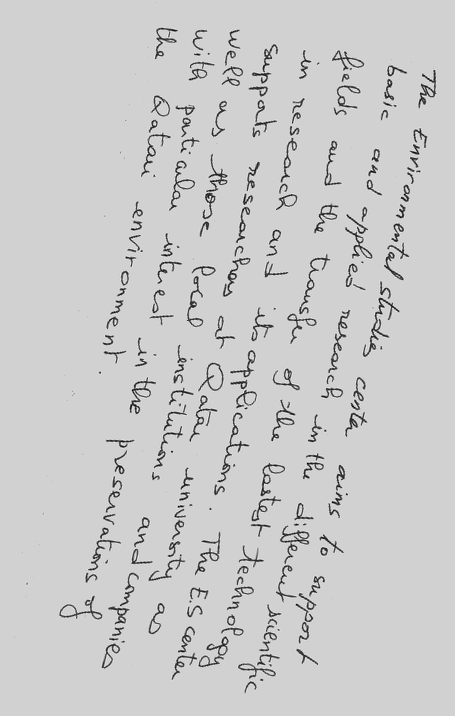 The Environmental studies center aims to support
basic and applied research in the different scientific
fields and the transfer of the lastest technology
in research and its applications. The E.S center
supports researchers at Qatar university as
well as those local institutions and companies
with particular interest in the preservations of
the Qatari environment.